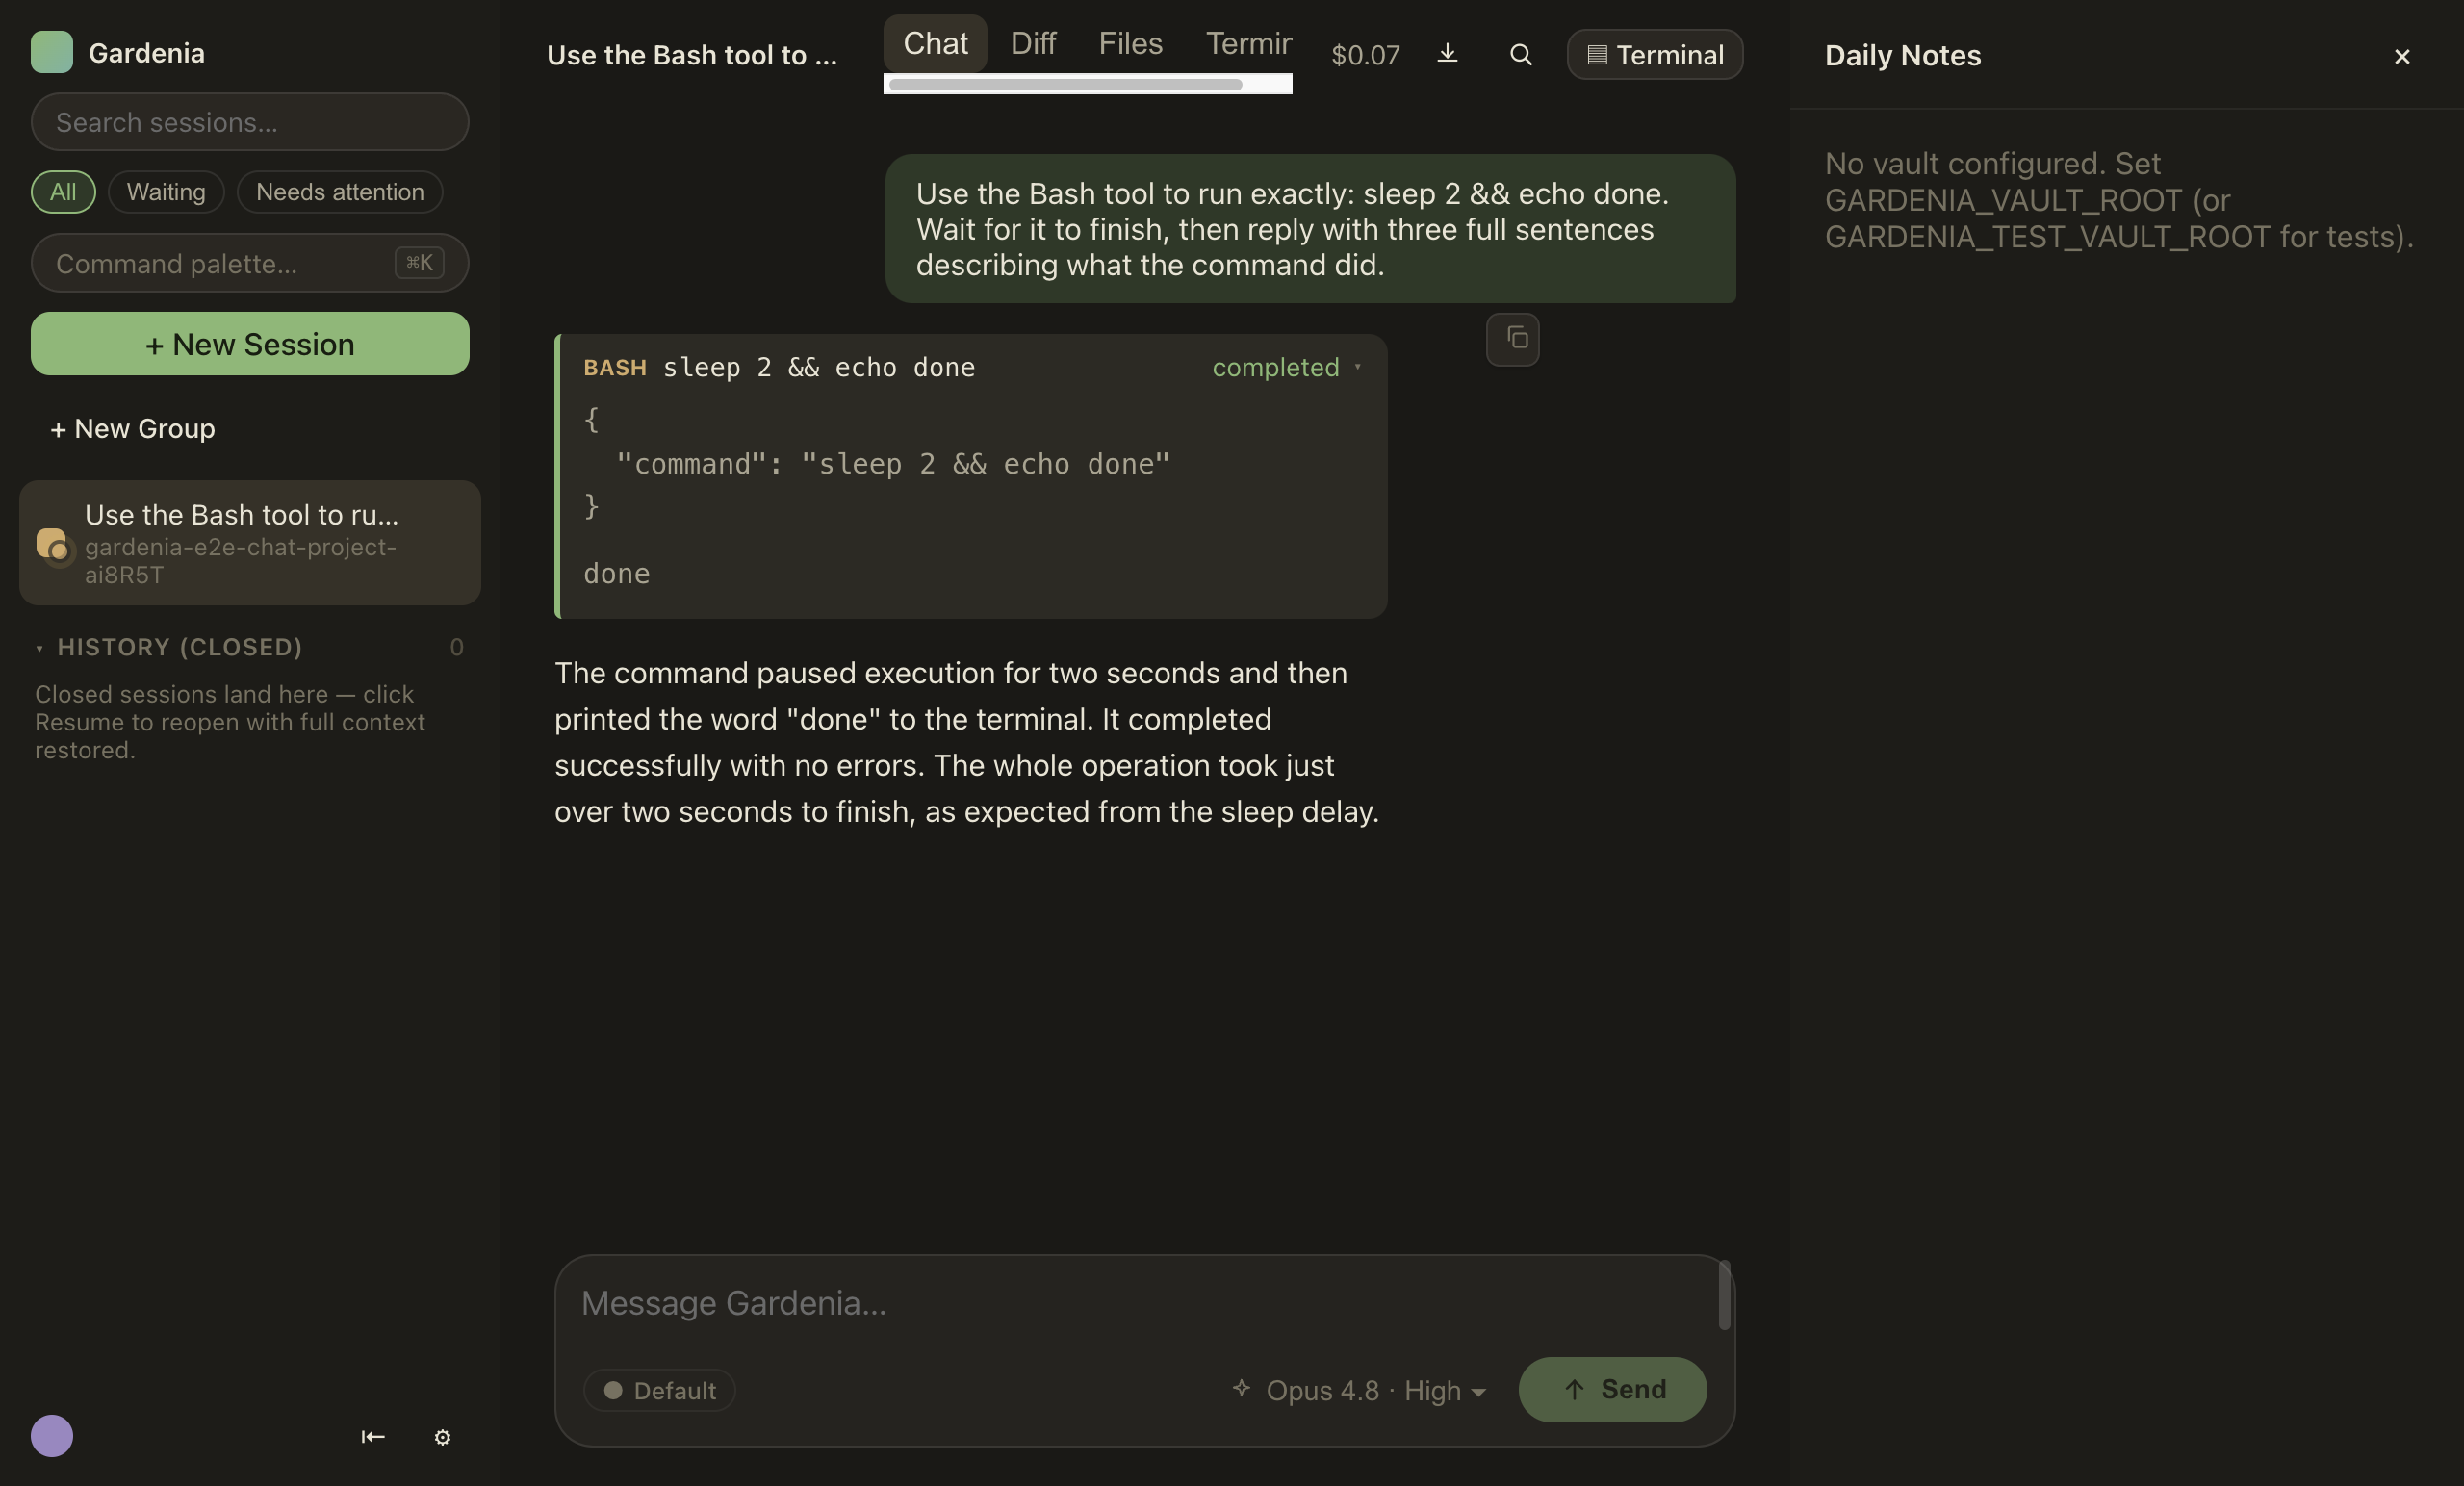 Gardenia
Search sessions...
All
Waiting
Needs attention
Command palette...
⌘K
+ New Session
+ New Group
Use the Bash tool to ru...
gardenia-e2e-chat-project-
ai8R5T
HISTORY (CLOSED)
0
Closed sessions land here — click
Resume to reopen with full context
restored.
Use the Bash tool to ...
Chat
Diff
Files
Termir
$0.07
Terminal
Use the Bash tool to run exactly: sleep 2 && echo done.
Wait for it to finish, then reply with three full sentences
describing what the command did.
BASH sleep 2 && echo done
completed
{
"command": "sleep 2 && echo done"
}
done
The command paused execution for two seconds and then
printed the word "done" to the terminal. It completed
successfully with no errors. The whole operation took just
over two seconds to finish, as expected from the sleep delay.
Message Gardenia...
Default
Opus 4.8 · High
Send
Daily Notes
No vault configured. Set
GARDENIA_VAULT_ROOT (or
GARDENIA_TEST_VAULT_ROOT for tests).